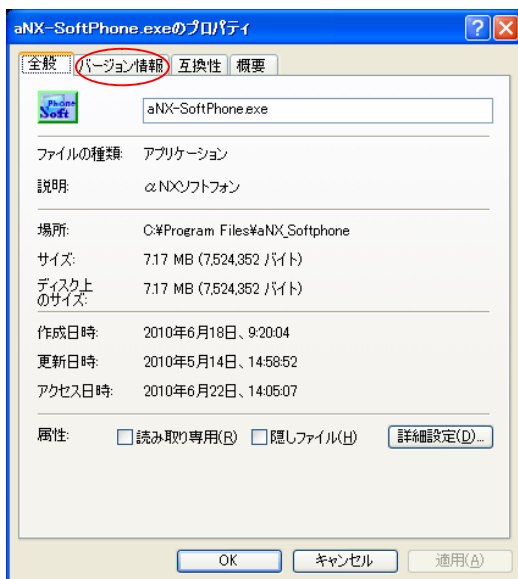 aNX-SoftPhone.exeのプロパティ
全般 バージョン情報 互換性 概要
Phone
Soft
aNX-SoftPhone.exe
ファイルの種類: アプリケーション
説明: αNXソフトフォン
場所: C:¥Program Files¥aNX_Softphone
サイズ: 7.17 MB (7,524,352 バイト)
ディスク上
のサイズ: 7.17 MB (7,524,352 バイト)
作成日時: 2010年6月18日、9:20:04
更新日時: 2010年5月14日、14:58:52
アクセス日時: 2010年6月22日、14:05:07
属性: 読み取り専用(R) 隠しファイル(H) 詳細設定(D)...
OK キャンセル 適用(A)